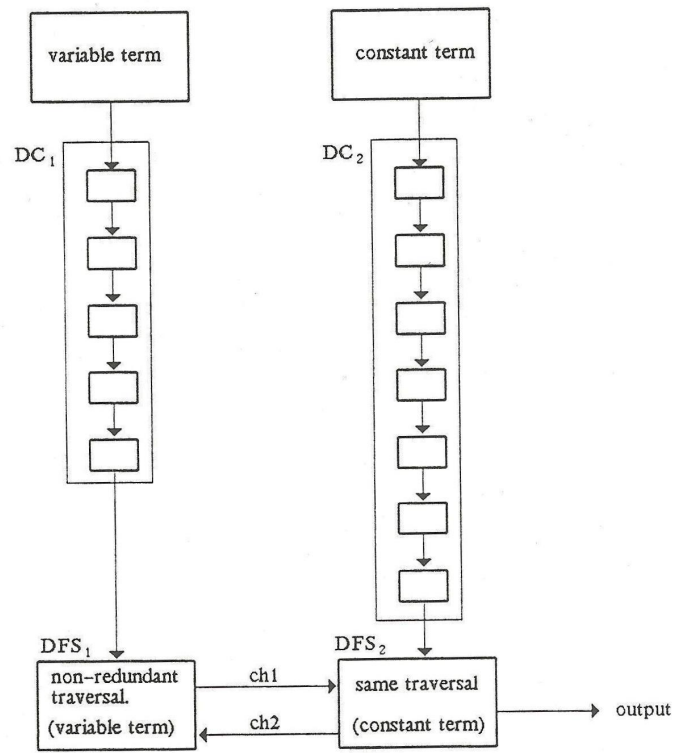 variable term
constant term
DC₁
DC₂
DFS₁
DFS₂
non-redundant
traversal.
(variable term)
ch1
ch2
same traversal
(constant term)
output